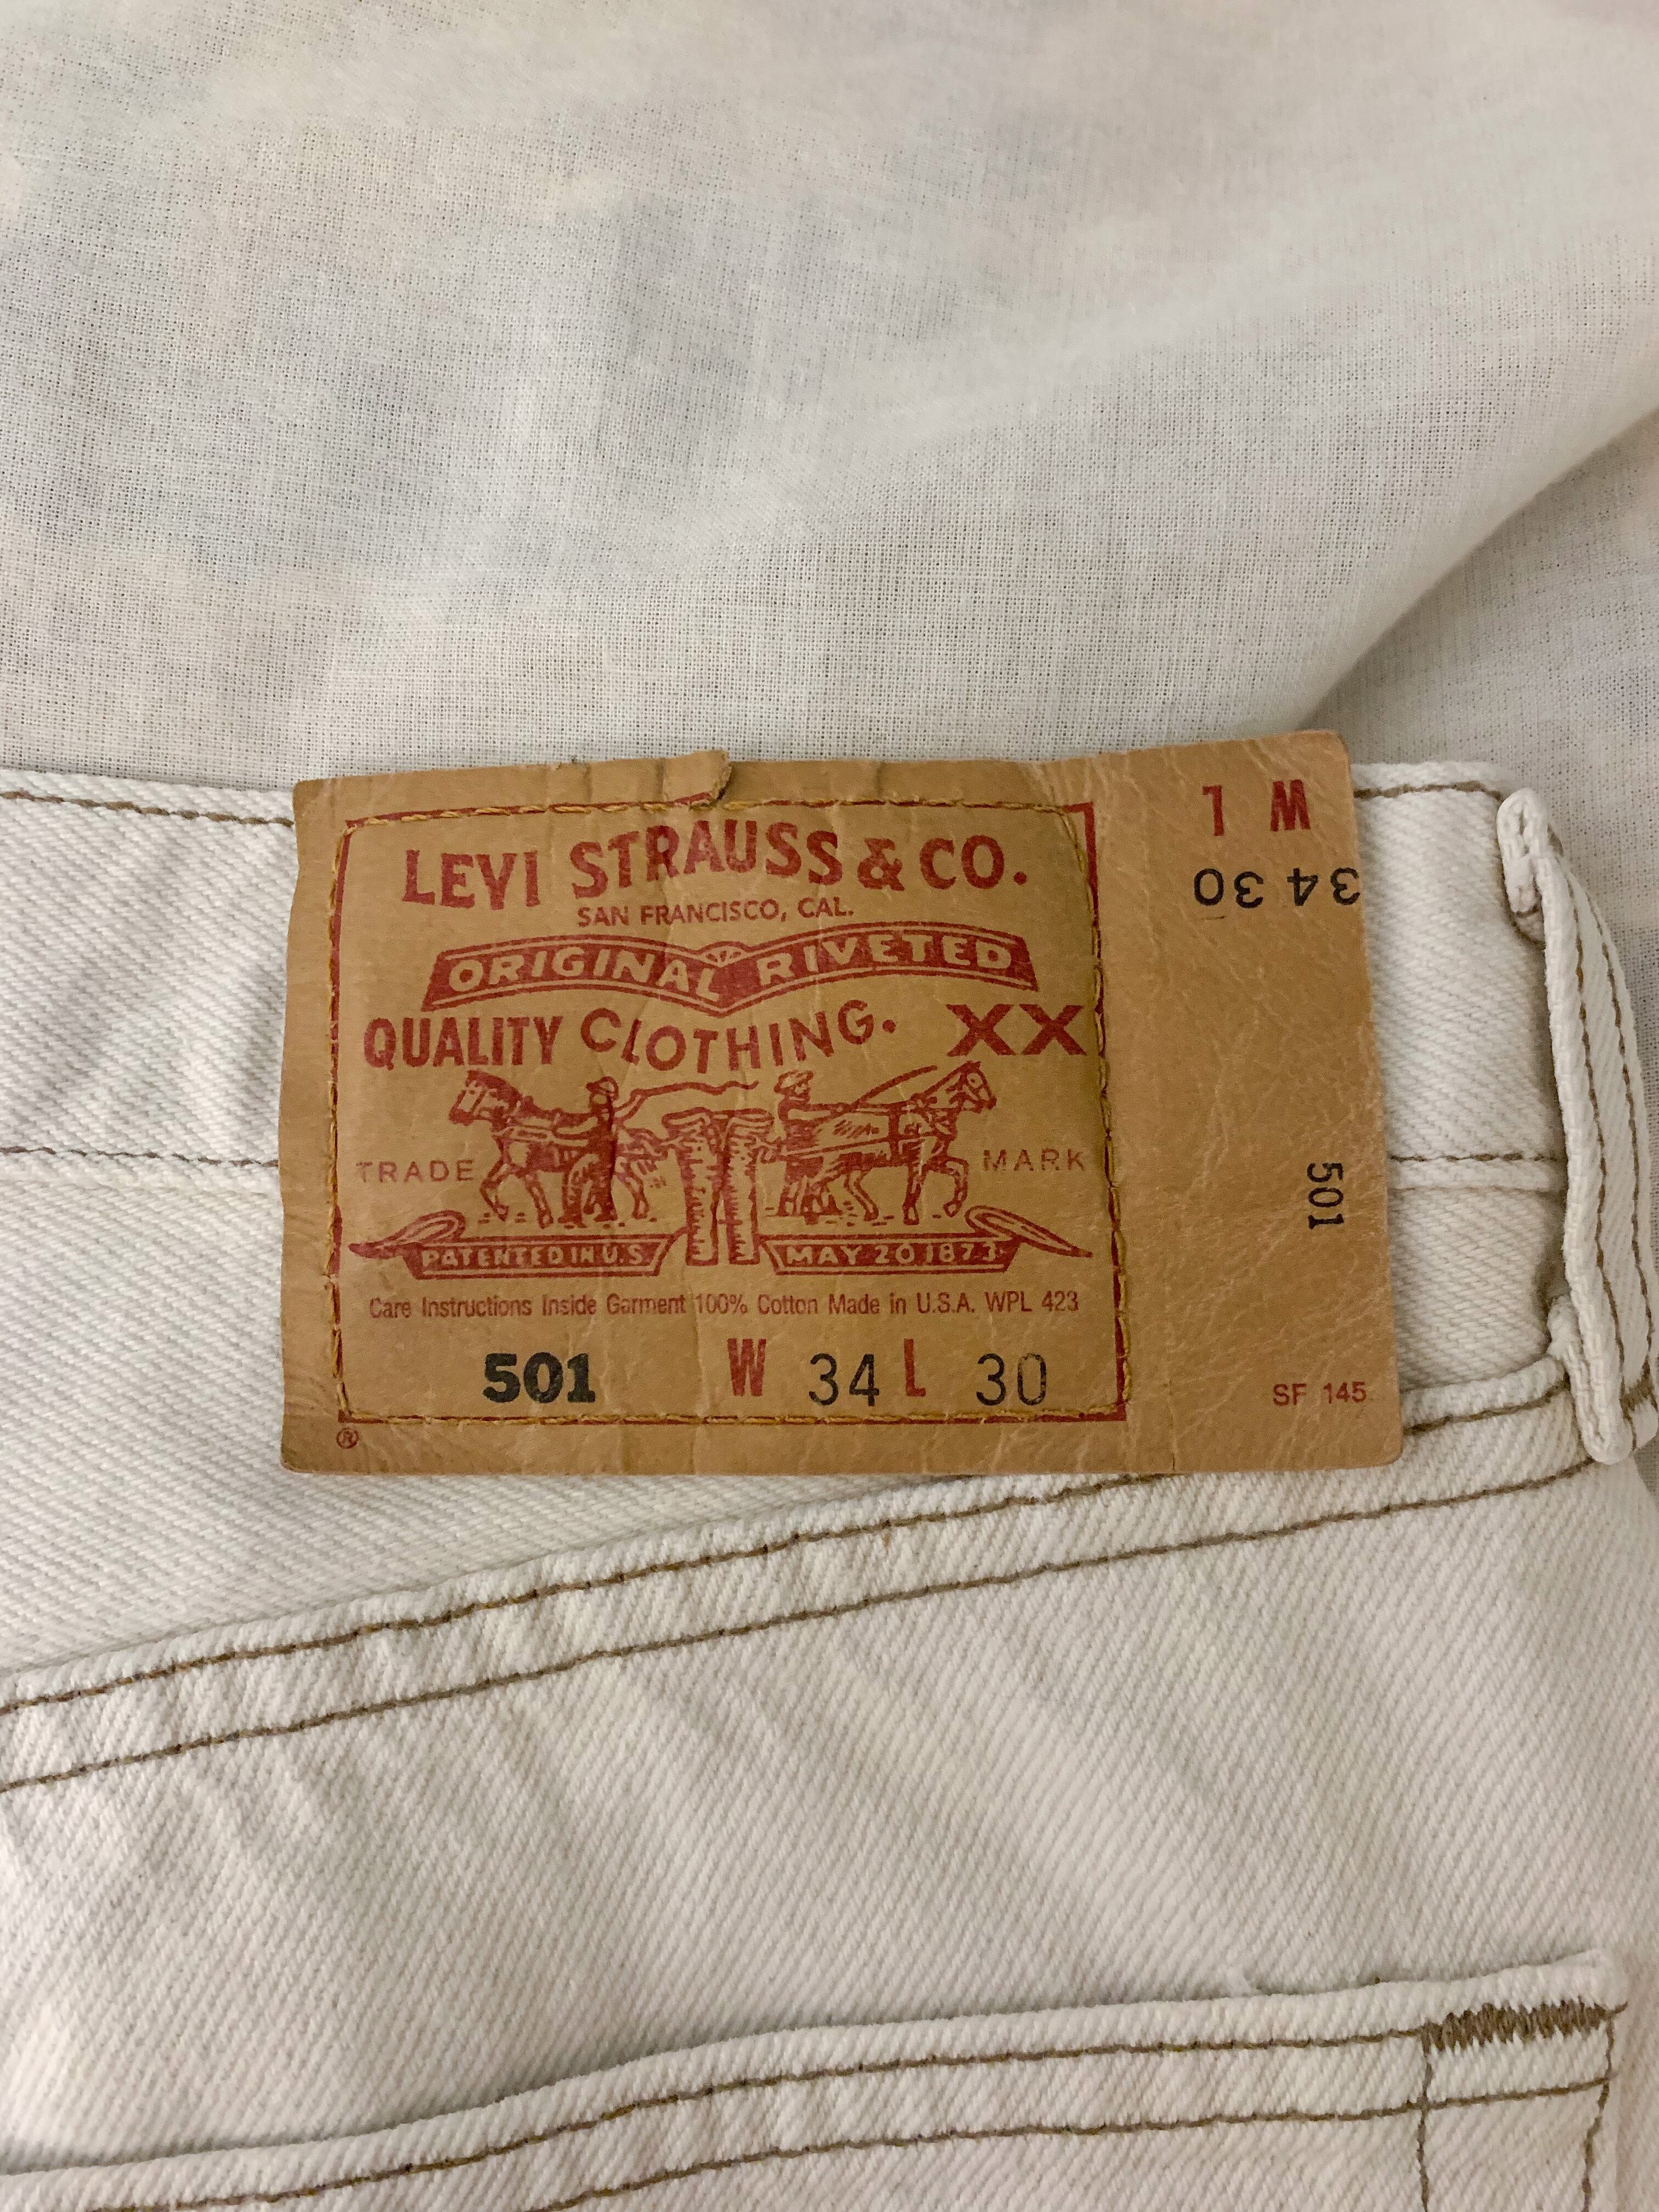 LEVI STRAUSS & CO.
SAN FRANCISCO, CAL.
ORIGINAL RIVETED
QUALITY CLOTHING. XX
TRADE MARK
PATENTED IN U.S. MAY 20 1873
Care Instructions Inside Garment 100% Cotton Made in U.S.A. WPL 423
501 W 34 L 30
®
W L
34 30
501
SF 145